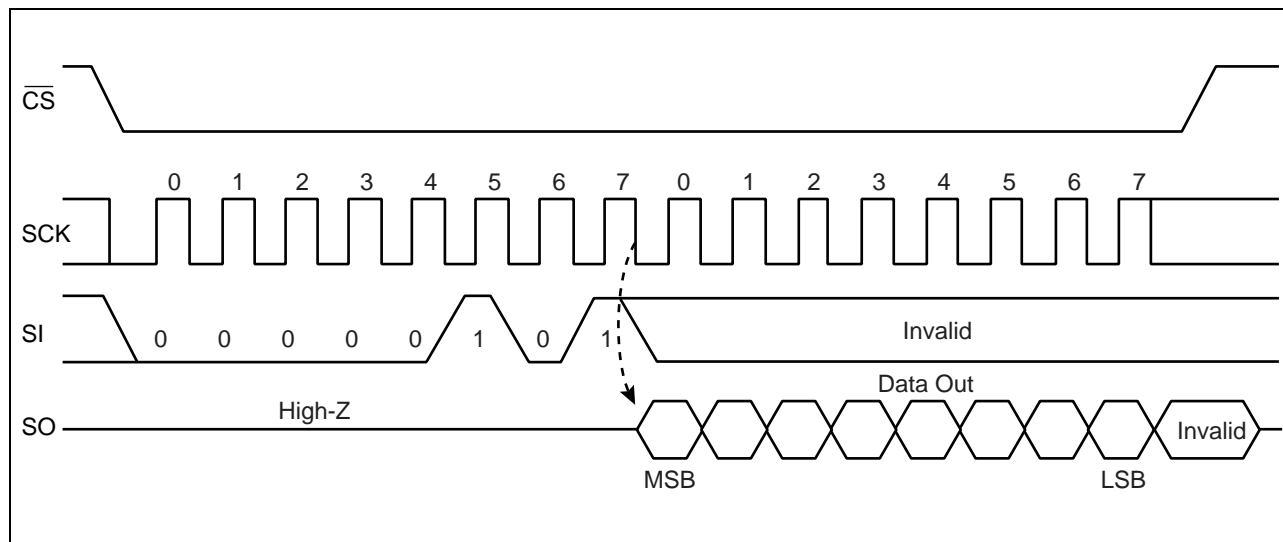 CS
0 1 2 3 4 5 6 7 0 1 2 3 4 5 6 7
SCK
SI
0 0 0 0 0 1 0 1
Invalid
Data Out
High-Z
SO
Invalid
MSB
LSB